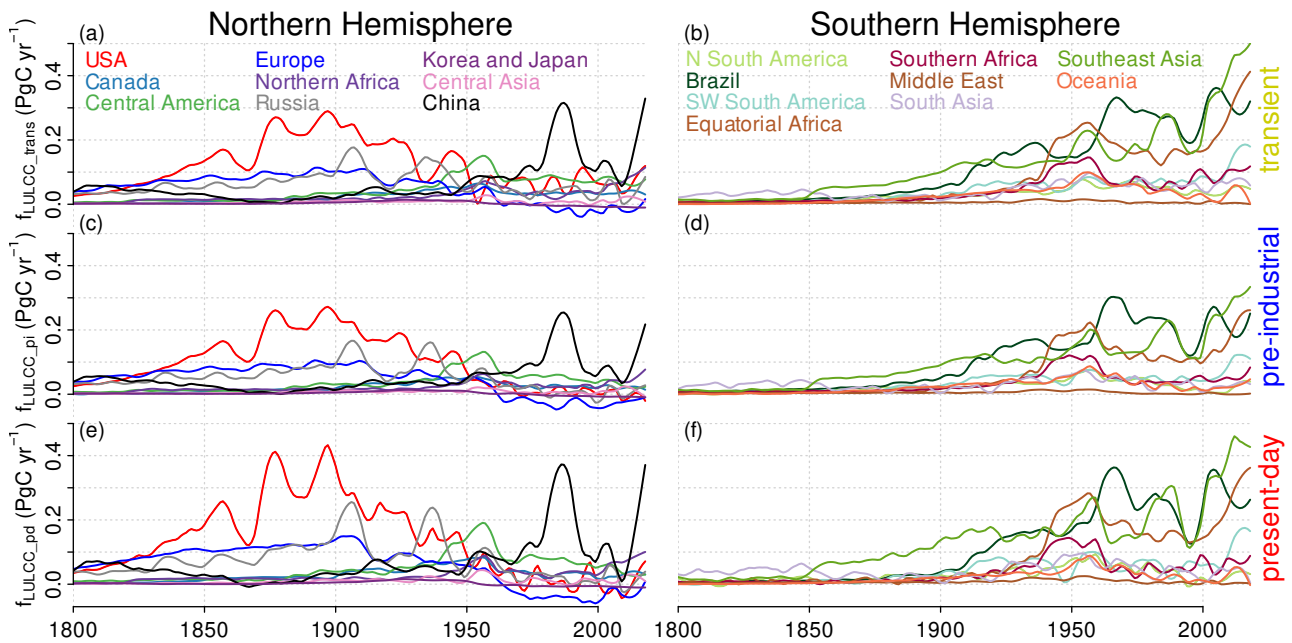 Northern Hemisphere
Southern Hemisphere
(a)
USA
Canada
Central America
Europe
Northern Africa
Russia
Korea and Japan
Central Asia
China
fLULCC_trans (PgC yr−1)
0.0
0.2
0.4
(b)
N South America
Brazil
SW South America
Equatorial Africa
Southern Africa
Middle East
South Asia
Southeast Asia
Oceania
transient
(c)
fLULCC_pi (PgC yr−1)
0.0
0.2
0.4
(d)
pre-industrial
(e)
fLULCC_pd (PgC yr−1)
0.0
0.2
0.4
(f)
present-day
1800 1850 1900 1950 2000
1800 1850 1900 1950 2000